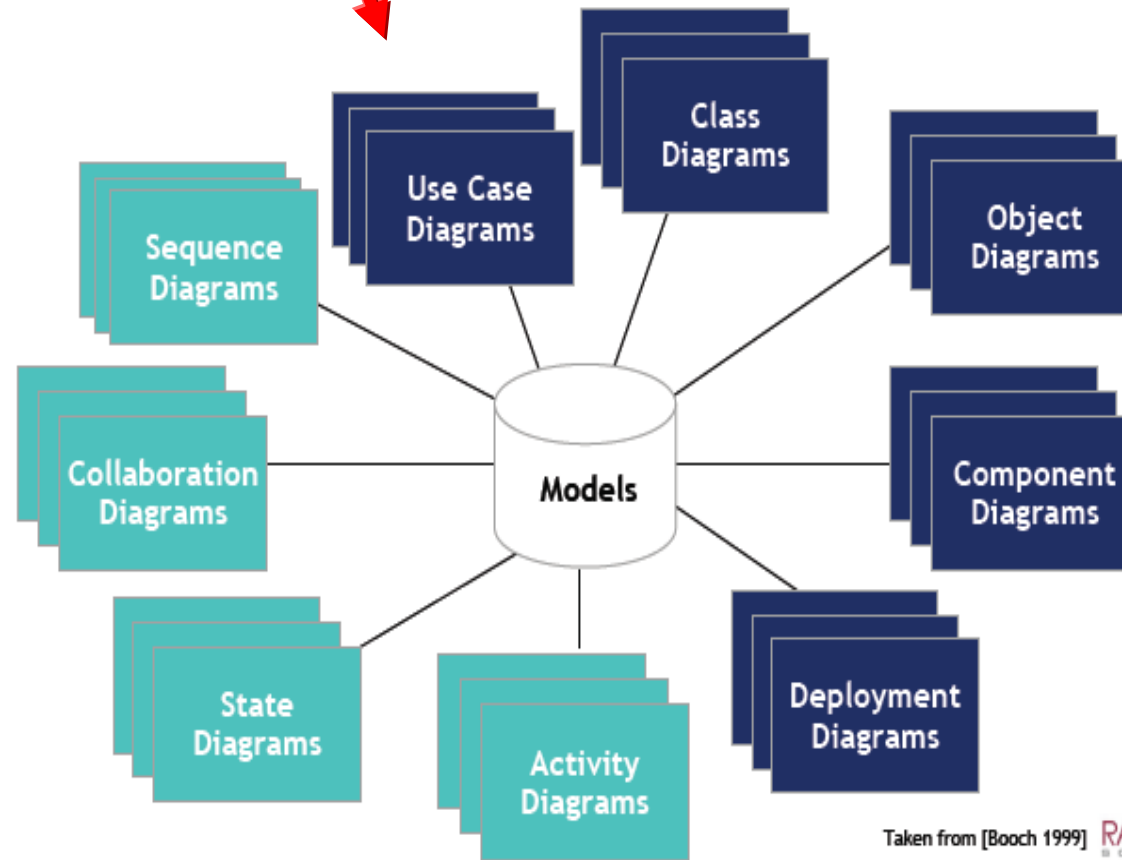 Class
Diagrams
Use Case
Diagrams
Object
Diagrams
Sequence
Diagrams
Collaboration
Diagrams
Models
Component
Diagrams
State
Diagrams
Deployment
Diagrams
Activity
Diagrams
Taken from [Booch 1999]